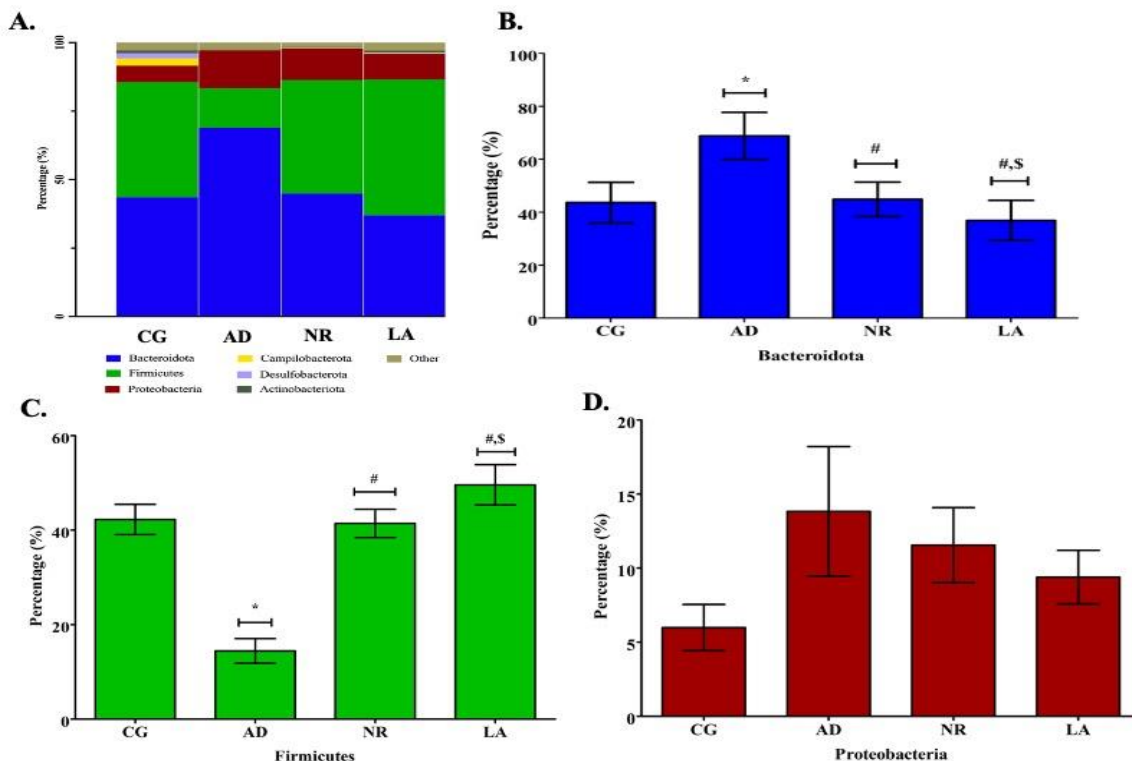 A.
100
50
0
Percentage (%)
CG AD NR LA
Bacteroidota Campilobacterota Other
Firmicutes Desulfobacterota
Proteobacteria Actinobacteriota
B.
100
80
60
40
20
0
Percentage (%)
*
#
#,$
CG AD NR LA
Bacteroidota
C.
60
40
20
0
Percentage (%)
*
#
#,$
CG AD NR LA
Firmicutes
D.
20
15
10
5
0
Percentage (%)
CG AD NR LA
Proteobacteria